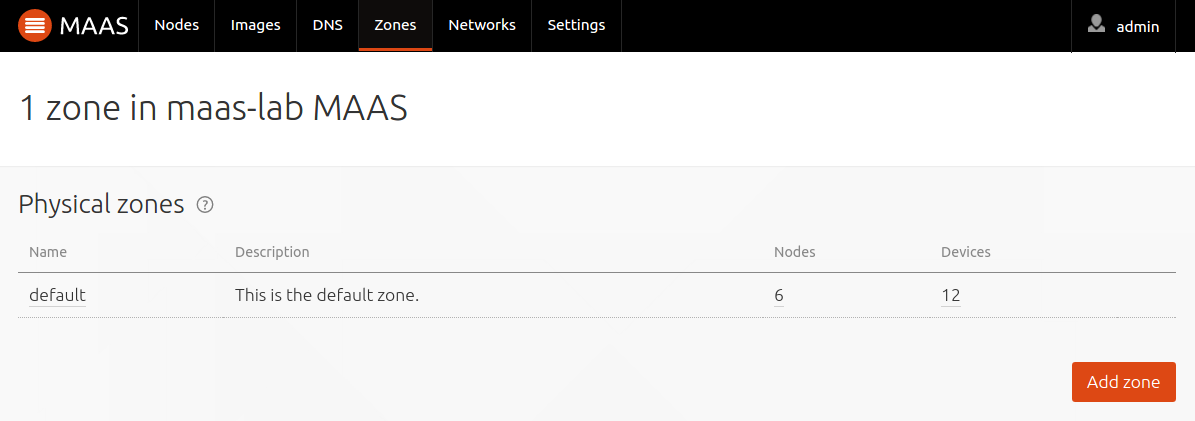 MAAS Nodes Images DNS Zones Networks Settings admin
1 zone in maas-lab MAAS
Physical zones ?
Name Description Nodes Devices
default This is the default zone. 6 12
Add zone